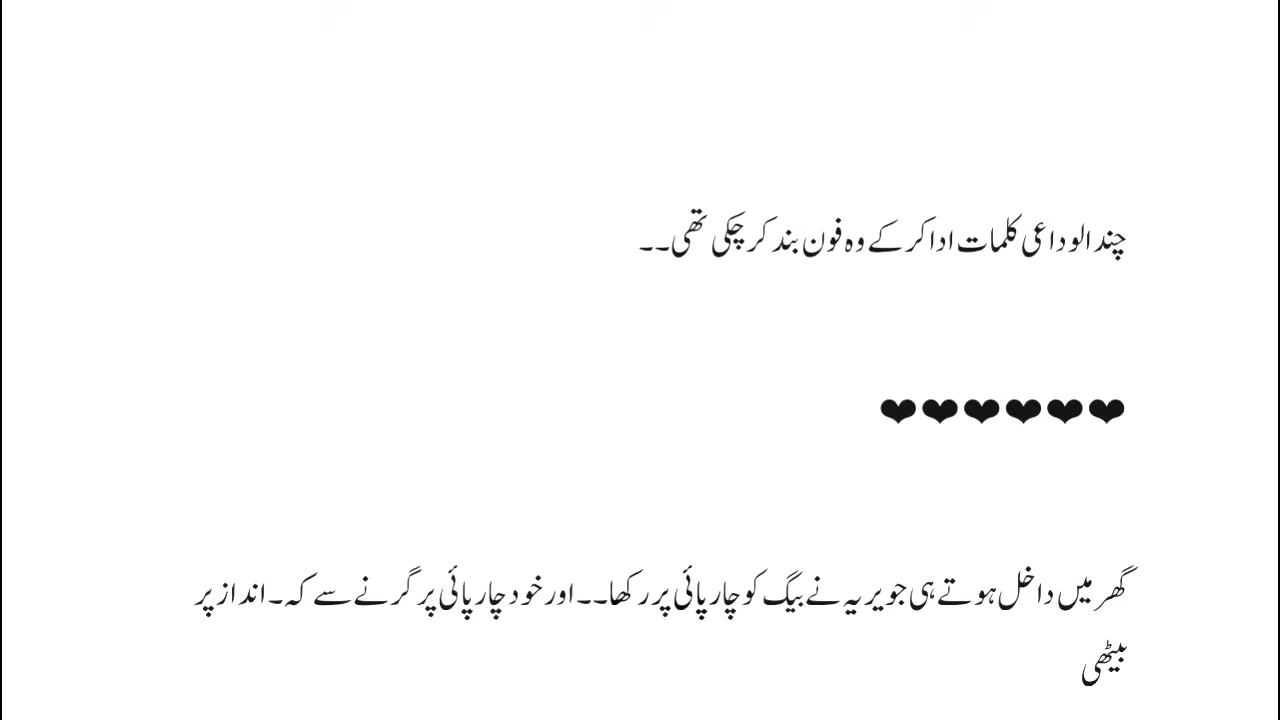 چند الوداعی کلمات ادا کر کے وہ فون بند کر چکی تھی۔۔
❤❤❤❤❤❤
گھر میں داخل ہوتے ہی جویریہ نے بیگ کو چارپائی پر رکھا۔۔اور خود چارپائی پر گرنے سے کہ۔انداز پر
بیٹھی